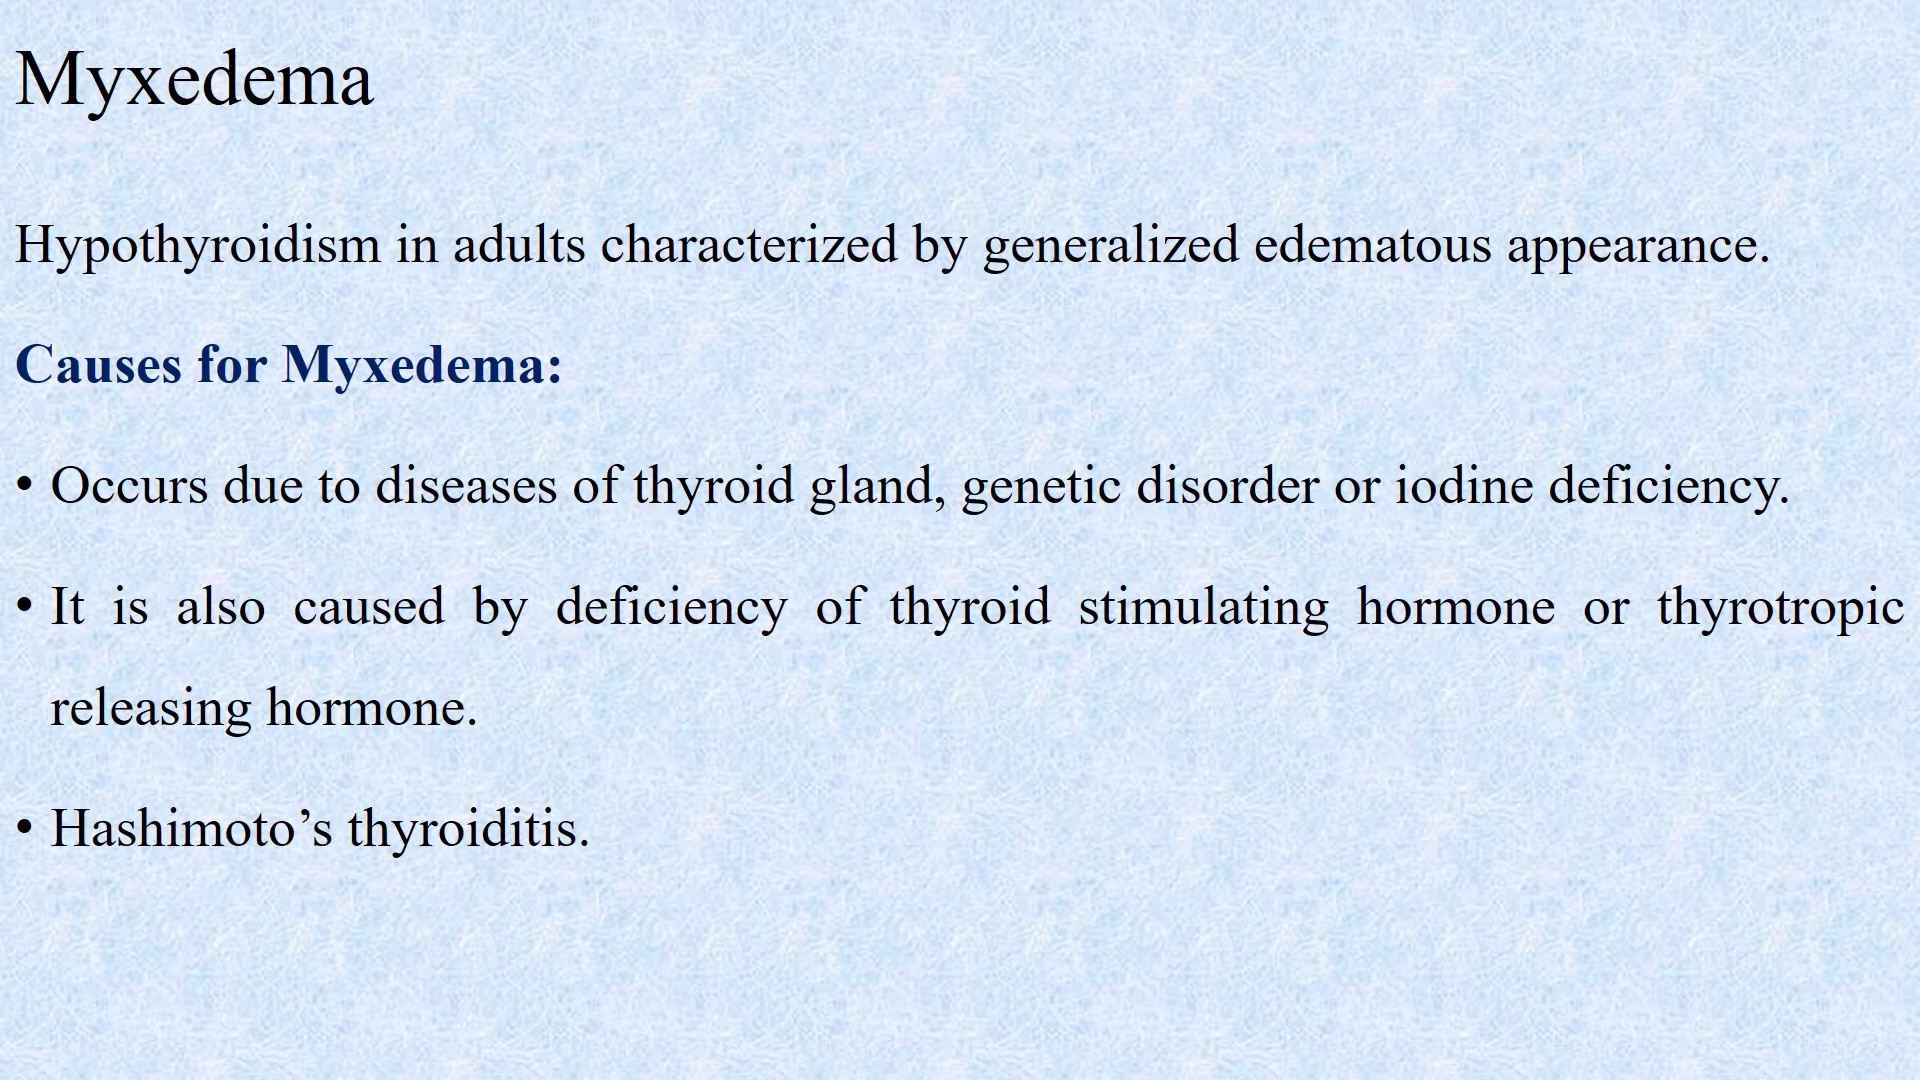 Myxedema
Hypothyroidism in adults characterized by generalized edematous appearance.
Causes for Myxedema:
• Occurs due to diseases of thyroid gland, genetic disorder or iodine deficiency.
• It is also caused by deficiency of thyroid stimulating hormone or thyrotropic
releasing hormone.
• Hashimoto’s thyroiditis.